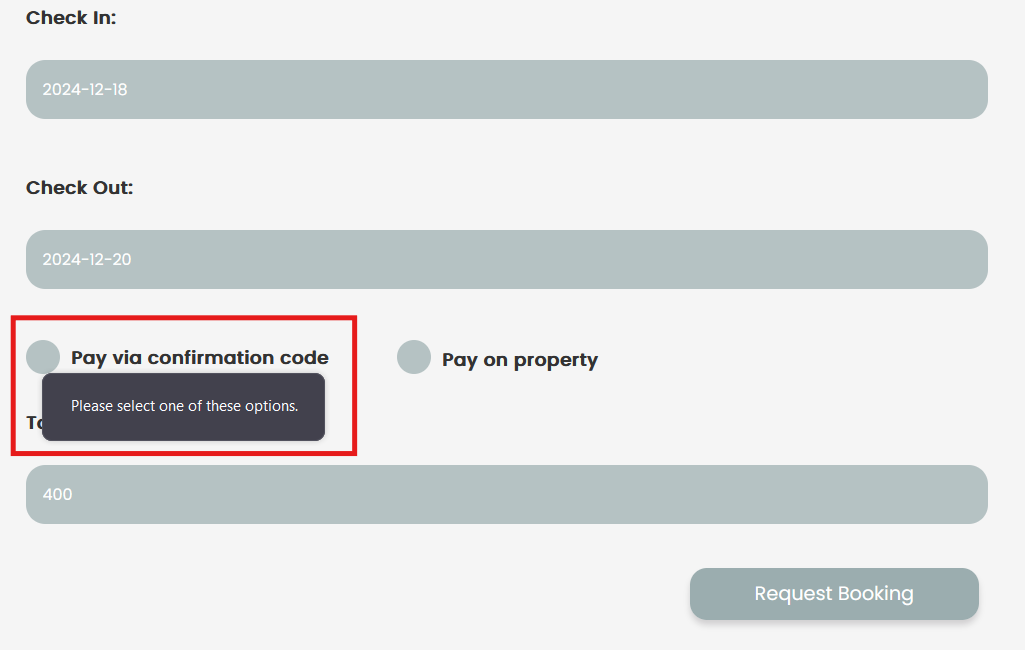 Check In:
2024-12-18
Check Out:
2024-12-20
Pay via confirmation code
Pay on property
Please select one of these options.
400
Request Booking